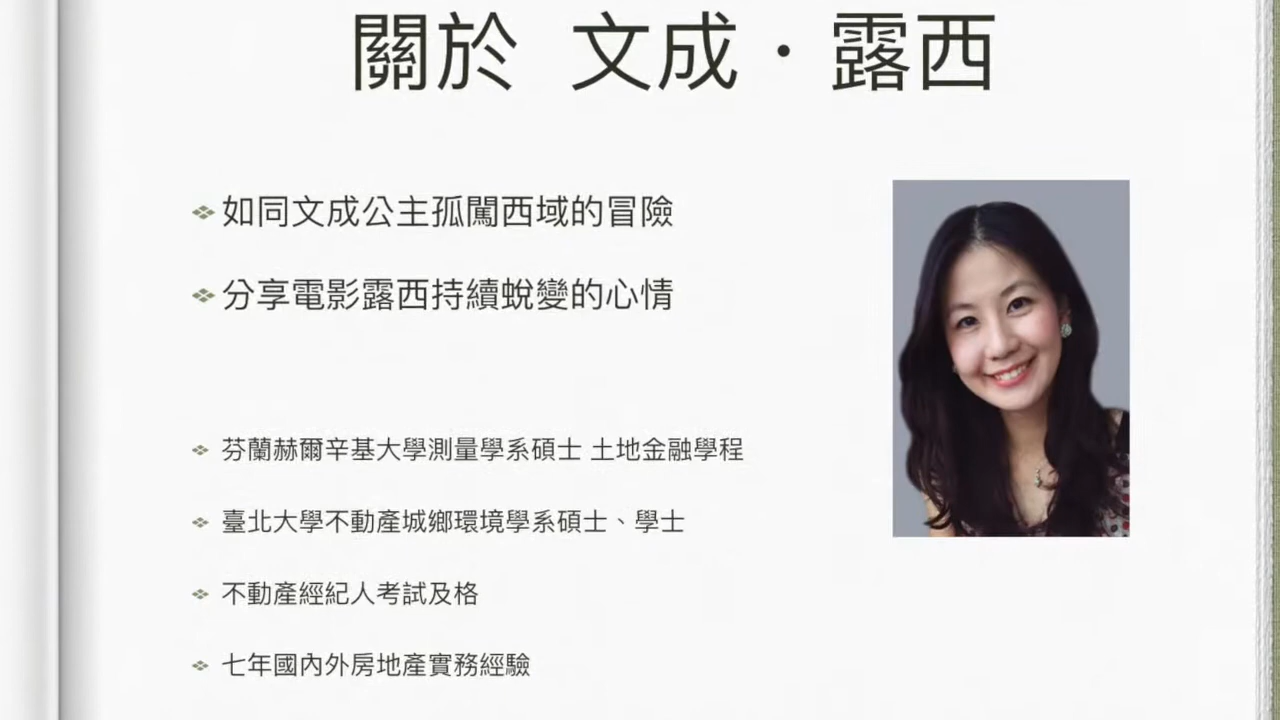 關於 文成・露西
如同文成公主孤闖西域的冒險
分享電影露西持續蛻變的心情
芬蘭赫爾辛基大學測量學系碩士 土地金融學程
臺北大學不動產城鄉環境學系碩士、學士
不動產經紀人考試及格
七年國內外房地產實務經驗